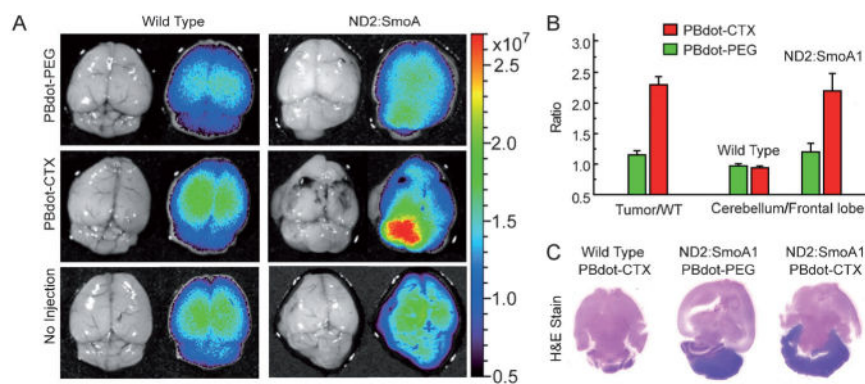 A
Wild Type
ND2:SmoA
PBdot-PEG
PBdot-CTX
No Injection
x10⁷
2.5
2.0
1.5
1.0
0.5
B
PBdot-CTX
PBdot-PEG
ND2:SmoA1
Wild Type
Ratio
3.0
2.5
2.0
1.5
1.0
0.5
Tumor/WT
Cerebellum/Frontal lobe
C
Wild Type
PBdot-CTX
ND2:SmoA1
PBdot-PEG
ND2:SmoA1
PBdot-CTX
H&E Stain